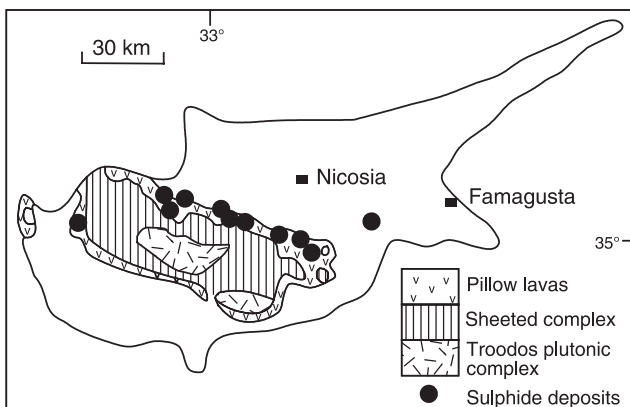 33°
30 km
Nicosia
Famagusta
35°
Pillow lavas
Sheeted complex
Troodos plutonic
complex
Sulphide deposits